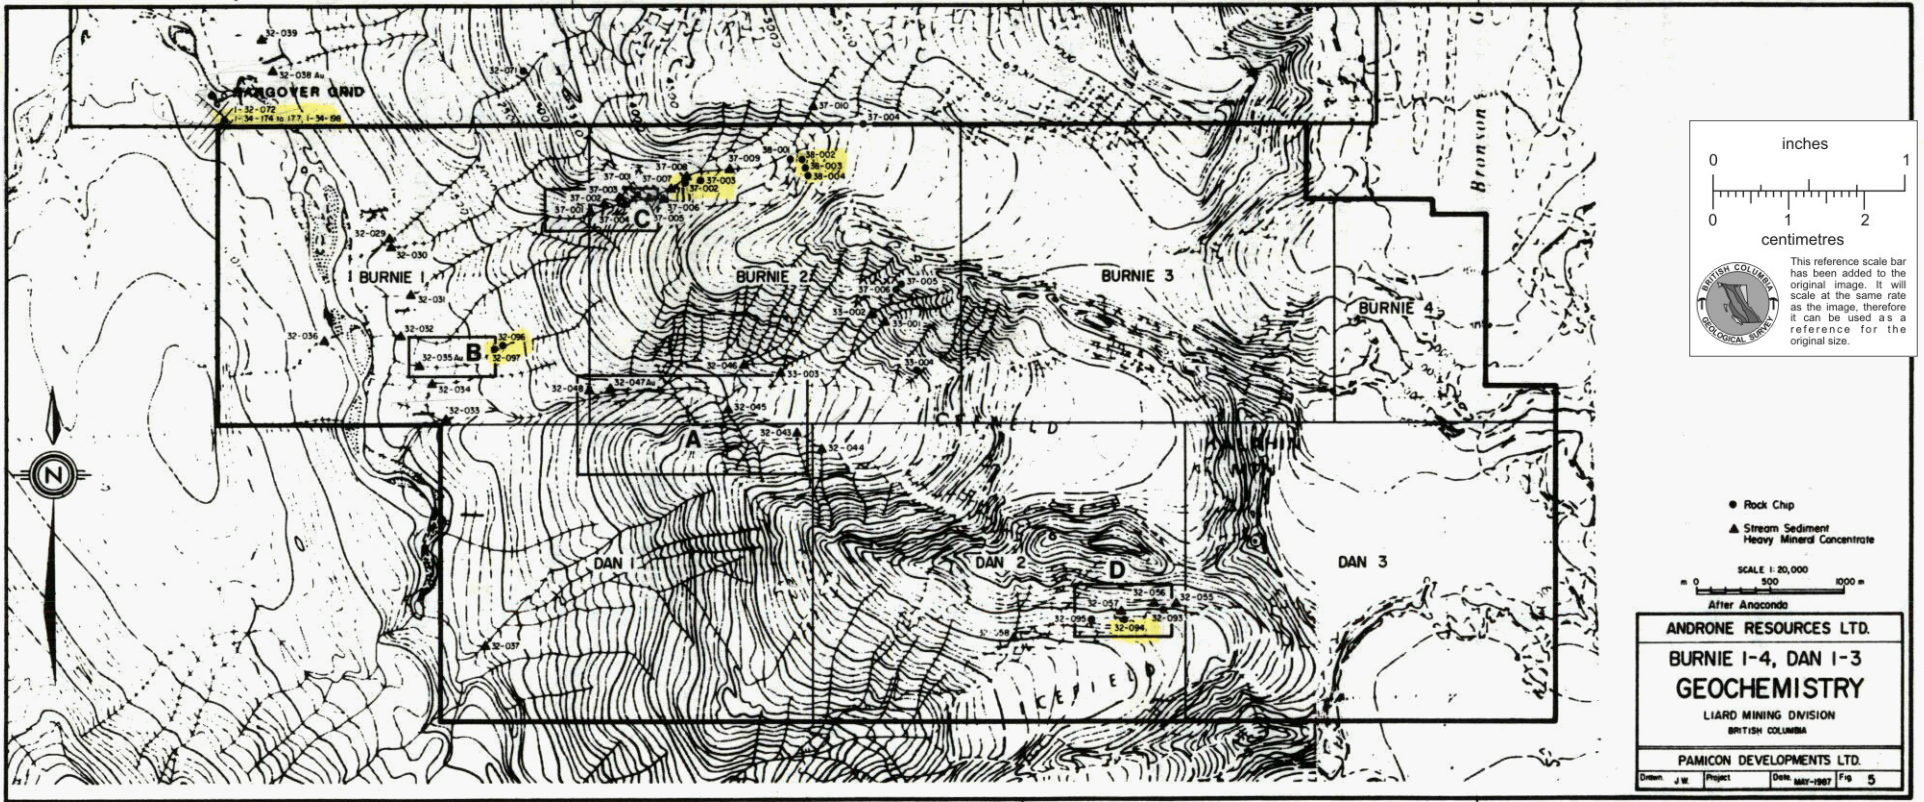 32-039
32-038 Au
HANGOVER GRID
1-32-072
1-34-174 to 177, 1-34-198
32-071
37-010
37-004
38-001
38-002
38-003
38-004
37-009
37-008
37-001
37-007
37-003
37-003
37-002
37-002
37-001
37-004
37-005
37-006
C
32-029
32-030
BURNIE 1
32-031
BURNIE 2
37-005
37-006
33-002
33-001
33-004
BURNIE 3
BURNIE 4
Bronson
32-036
32-032
B
32-096
32-097
32-035 Au
32-034
32-033
32-048
32-047 Au
32-046
33-003
32-045
A
32-043
32-044
N
DAN 1
DAN 2
DAN 3
D
32-056
32-057
32-055
32-095
32-094
32-093
32-037
ICEFIELD
inches
0 1
0 1 2
centimetres
BRITISH COLUMBIA
GEOLOGICAL SURVEY
This reference scale bar
has been added to the
original image. It will
scale at the same rate
as the image, therefore
it can be used as a
reference for the
original size.
Rock Chip
Stream Sediment
Heavy Mineral Concentrate
SCALE 1:20,000
m 0 500 1000 m
After Anaconda
ANDRONE RESOURCES LTD.
BURNIE 1-4, DAN 1-3
GEOCHEMISTRY
LIARD MINING DIVISION
BRITISH COLUMBIA
PAMICON DEVELOPMENTS LTD.
Drawn. J.W. Project Date. MAY-1987 Fig. 5